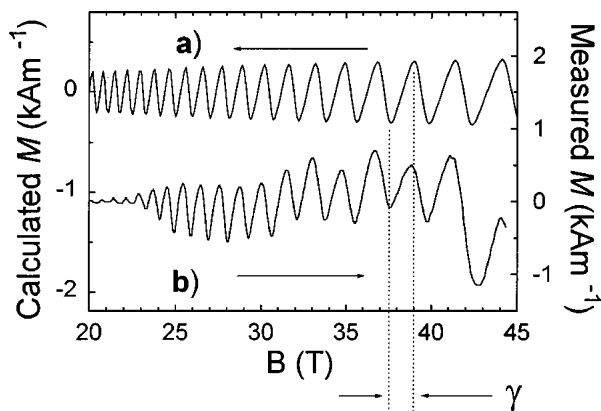 a)
b)
Calculated M (kAm⁻¹)
0
-1
-2
Measured M (kAm⁻¹)
2
1
0
-1
20 25 30 35 40 45
B (T)
γ